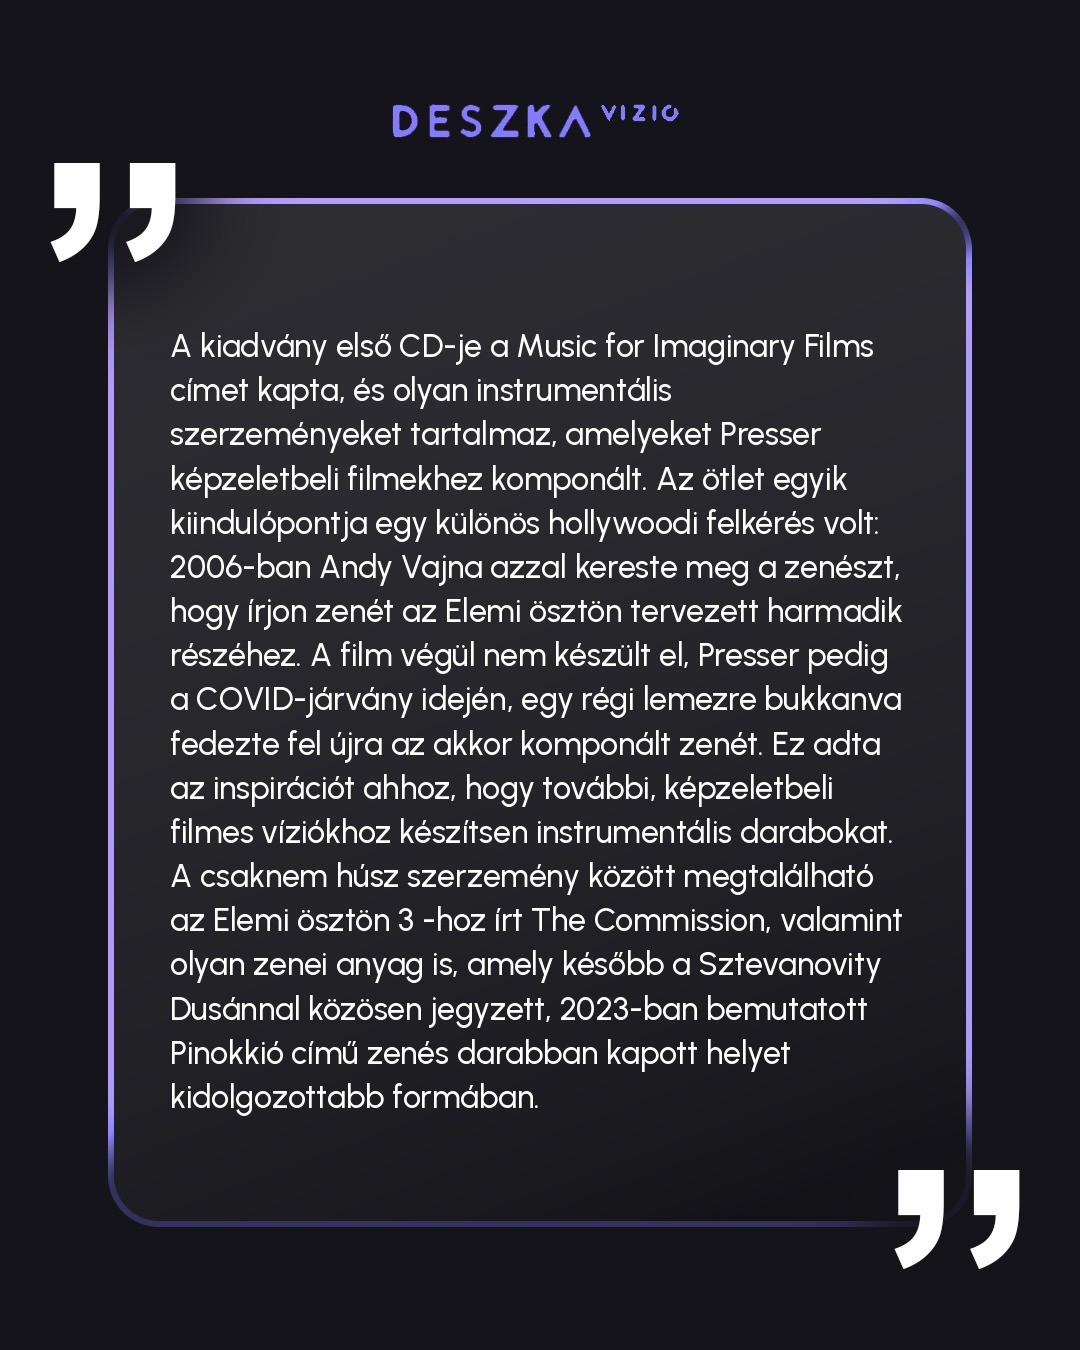 DESZKA VIZIO
A kiadvány első CD-je a Music for Imaginary Films
címet kapta, és olyan instrumentális
szerzeményeket tartalmaz, amelyeket Presser
képzeletbeli filmekhez komponált. Az ötlet egyik
kiindulópontja egy különös hollywoodi felkérés volt:
2006-ban Andy Vajna azzal kereste meg a zenészt,
hogy írjon zenét az Elemi ösztön tervezett harmadik
részéhez. A film végül nem készült el, Presser pedig
a COVID-járvány idején, egy régi lemezre bukkanva
fedezte fel újra az akkor komponált zenét. Ez adta
az inspirációt ahhoz, hogy további, képzeletbeli
filmes víziókhoz készítsen instrumentális darabokat.
A csaknem húsz szerzemény között megtalálható
az Elemi ösztön 3 -hoz írt The Commission, valamint
olyan zenei anyag is, amely később a Sztevanovity
Dusánnal közösen jegyzett, 2023-ban bemutatott
Pinokkió című zenés darabban kapott helyet
kidolgozottabb formában.